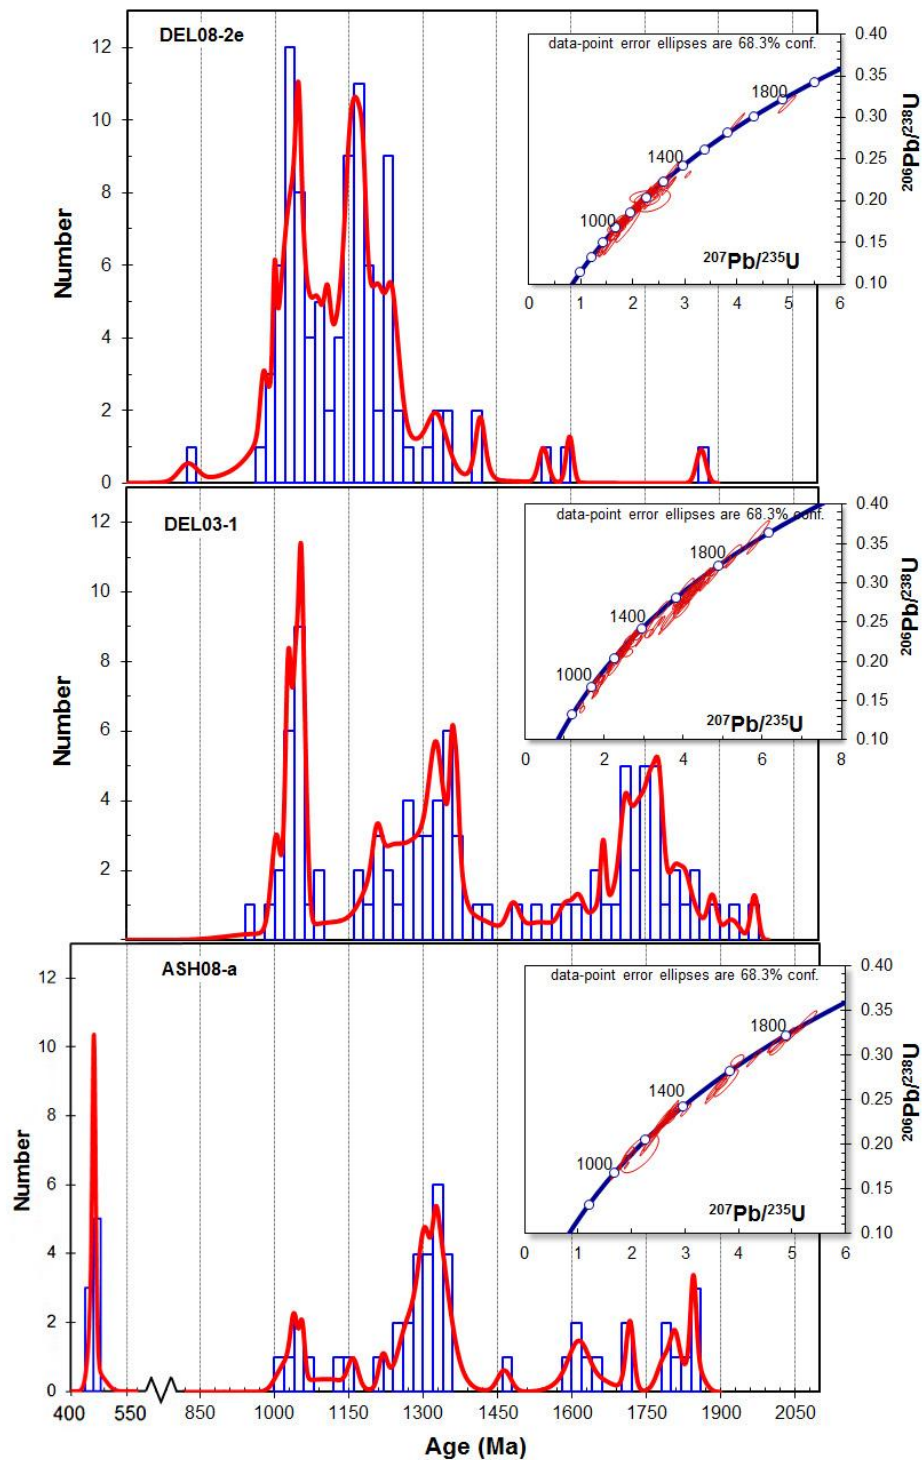 DEL08-2e
Number
12
10
8
6
4
2
0
data-point error ellipses are 68.3% conf.
1000
1400
1800
207Pb/235U
206Pb/238U
0.40
0.35
0.30
0.25
0.20
0.15
0.10
0 1 2 3 4 5 6
DEL03-1
Number
12
10
8
6
4
2
data-point error ellipses are 68.3% conf.
1000
1400
1800
207Pb/235U
206Pb/238U
0.40
0.35
0.30
0.25
0.20
0.15
0.10
0 2 4 6 8
ASH08-a
Number
12
10
8
6
4
2
0
data-point error ellipses are 68.3% conf.
1000
1400
1800
207Pb/235U
206Pb/238U
0.40
0.35
0.30
0.25
0.20
0.15
0.10
0 1 2 3 4 5 6
400 550 850 1000 1150 1300 1450 1600 1750 1900 2050
Age (Ma)